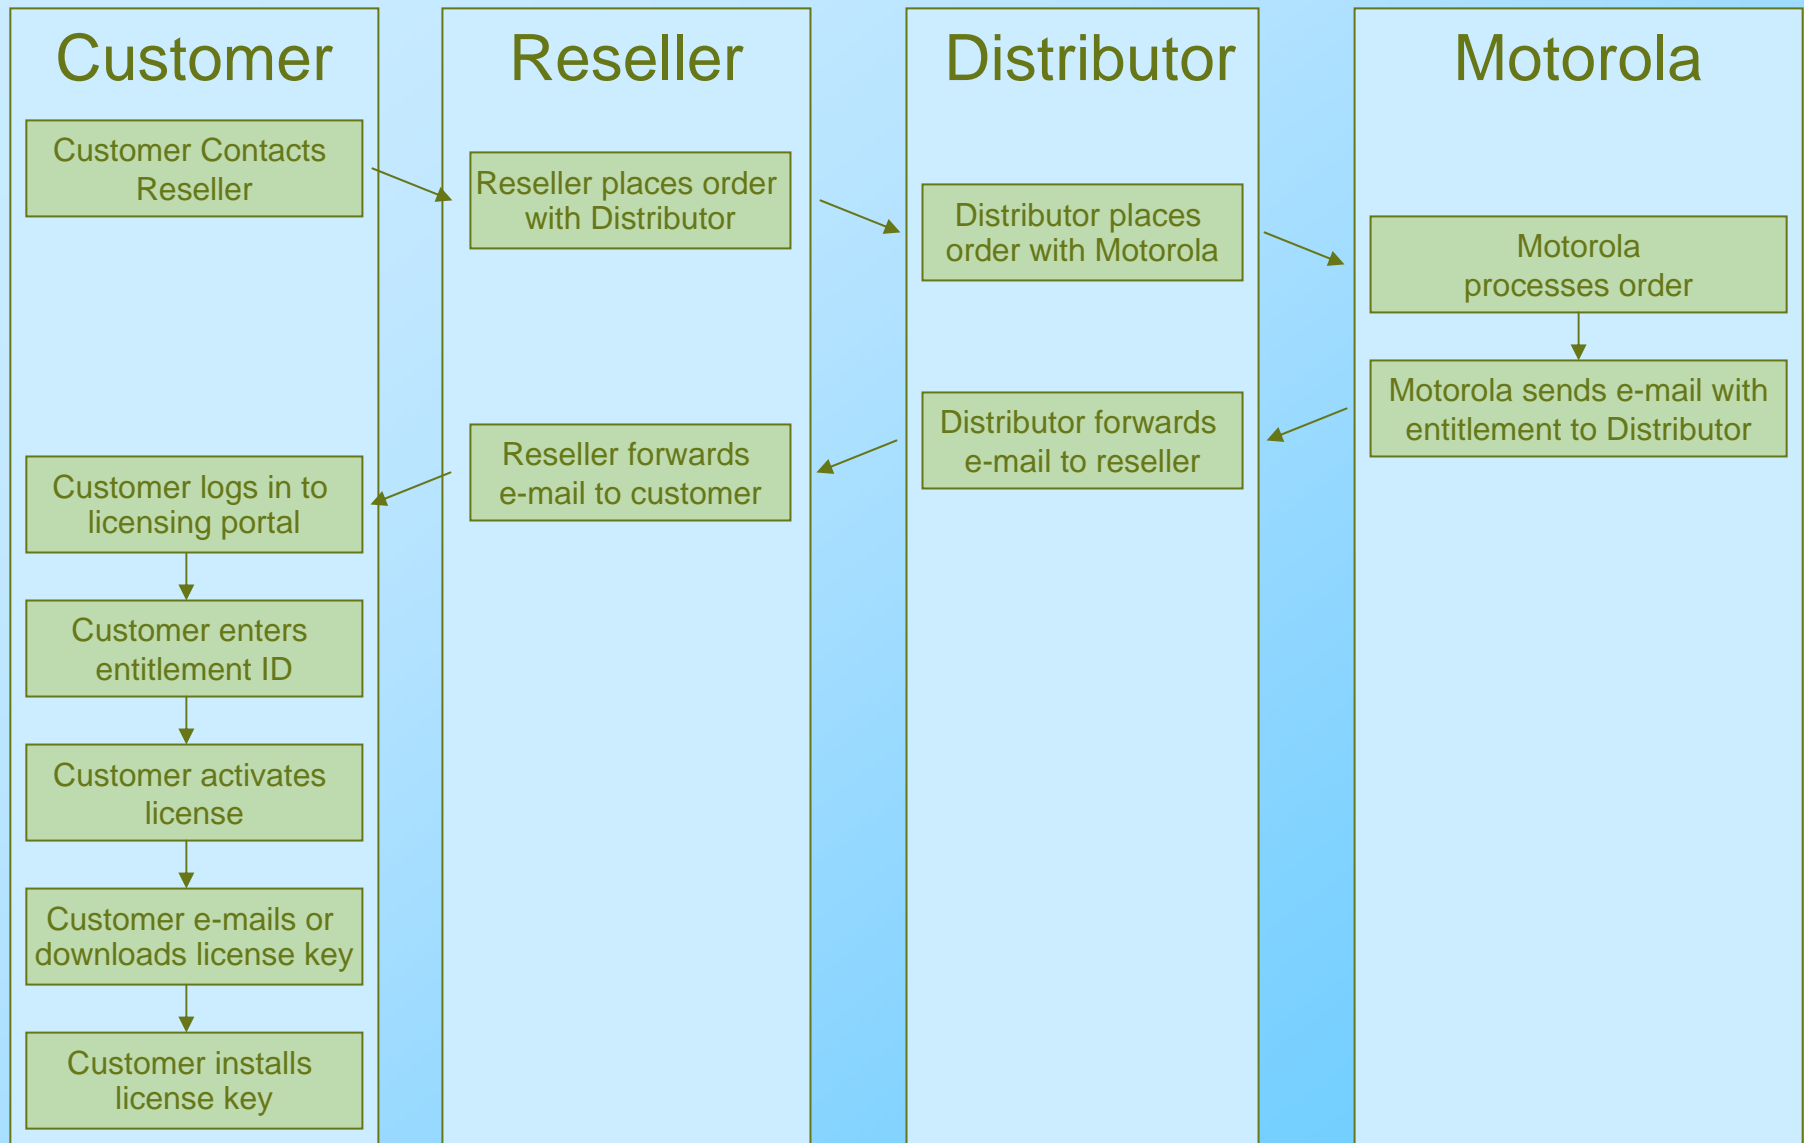 Customer
Reseller
Distributor
Motorola
Customer Contacts
Reseller
Reseller places order
with Distributor
Distributor places
order with Motorola
Motorola
processes order
Motorola sends e-mail with
entitlement to Distributor
Distributor forwards
e-mail to reseller
Reseller forwards
e-mail to customer
Customer logs in to
licensing portal
Customer enters
entitlement ID
Customer activates
license
Customer e-mails or
downloads license key
Customer installs
license key